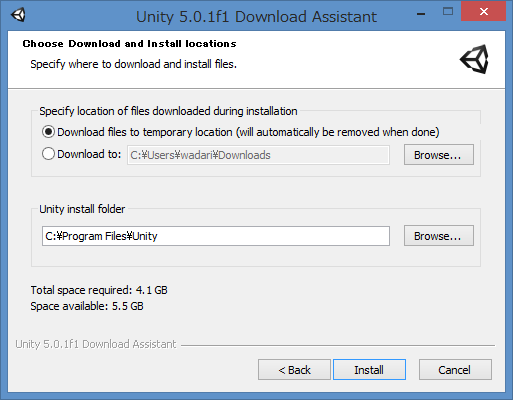 Unity 5.0.1f1 Download Assistant
Choose Download and Install locations
Specify where to download and install files.
Specify location of files downloaded during installation
Download files to temporary location (will automatically be removed when done)
Download to: C:¥Users¥wadari¥Downloads Browse...
Unity install folder
C:¥Program Files¥Unity Browse...
Total space required: 4.1 GB
Space available: 5.5 GB
Unity 5.0.1f1 Download Assistant
< Back Install Cancel